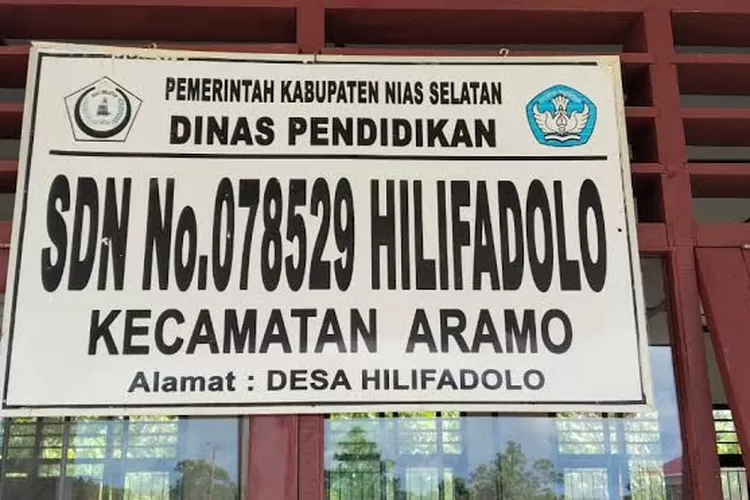 PEMERINTAH KABUPATEN NIAS SELATAN
DINAS PENDIDIKAN
SDN No.078529 HILIFADOLO
KECAMATAN ARAMO
Alamat : DESA HILIFADOLO